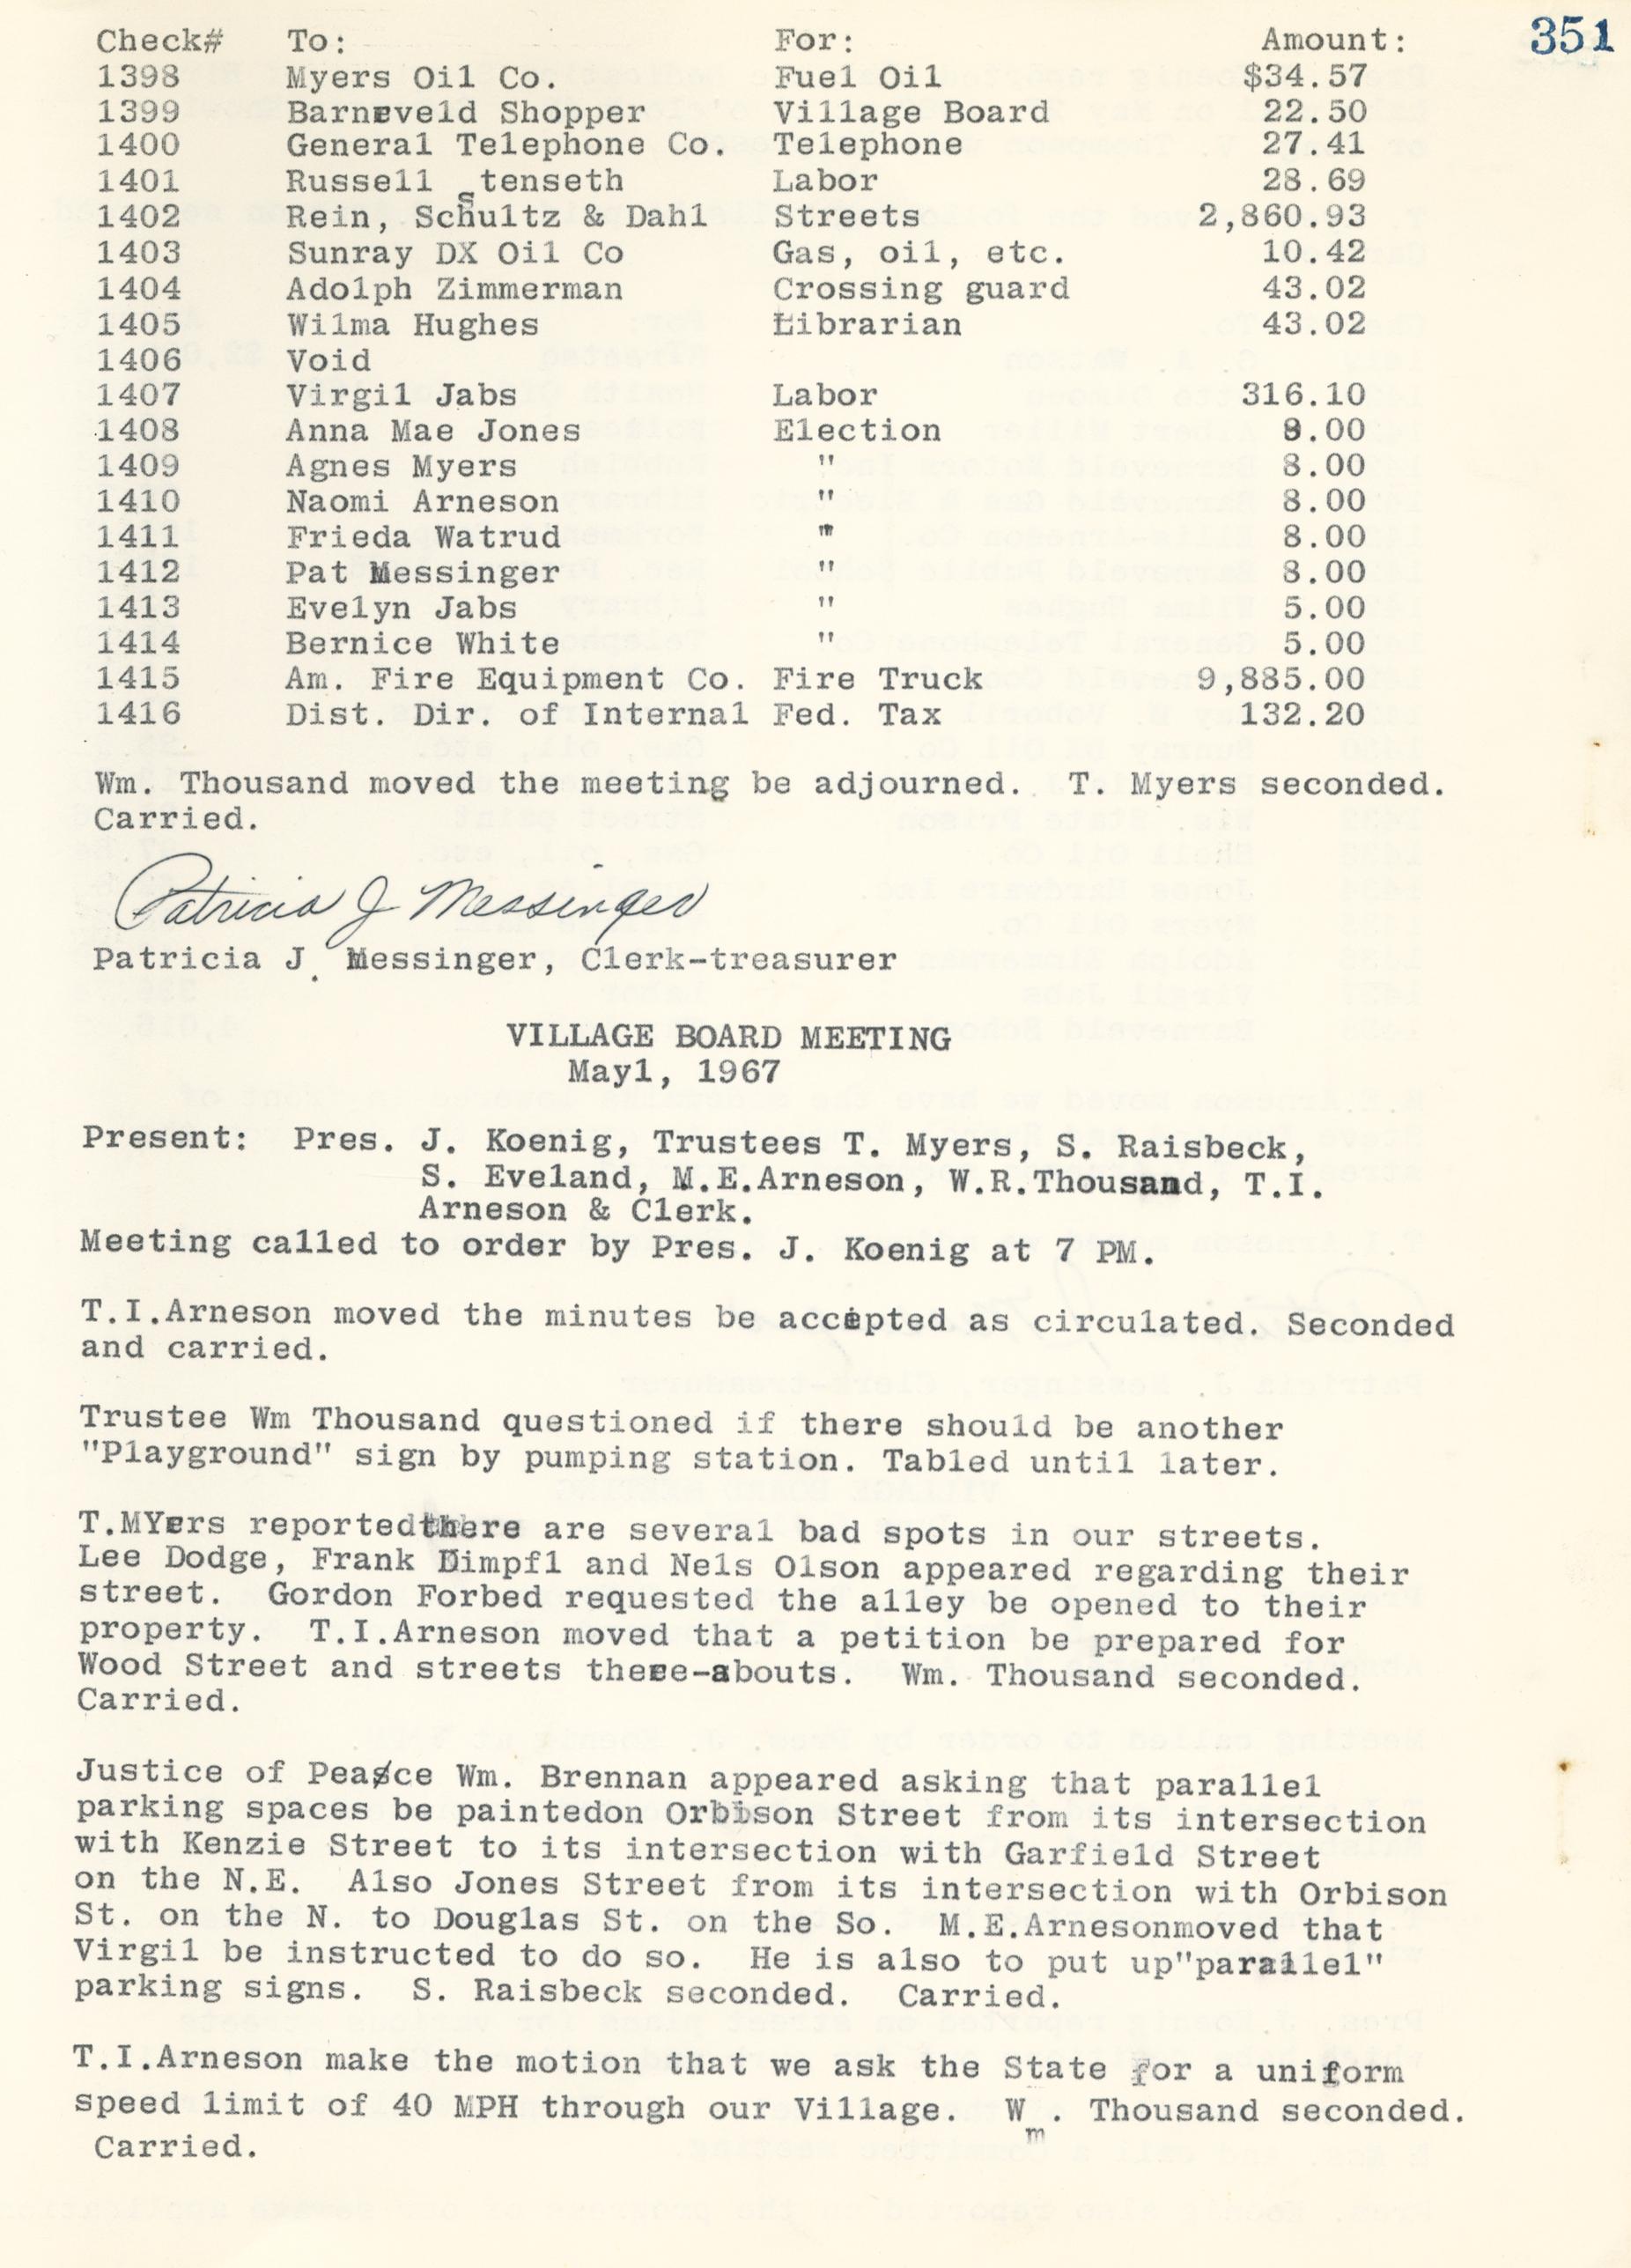 351
Check# To: For: Amount:
1398 Myers Oil Co. Fuel Oil $34.57
1399 Barneveld Shopper Village Board 22.50
1400 General Telephone Co. Telephone 27.41
1401 Russell Stenseth Labor 28.69
1402 Rein, Schultz & Dahl Streets 2,860.93
1403 Sunray DX Oil Co Gas, oil, etc. 10.42
1404 Adolph Zimmerman Crossing guard 43.02
1405 Wilma Hughes Librarian 43.02
1406 Void
1407 Virgil Jabs Labor 316.10
1408 Anna Mae Jones Election 8.00
1409 Agnes Myers " 8.00
1410 Naomi Arneson " 8.00
1411 Frieda Watrud " 8.00
1412 Pat Messinger " 8.00
1413 Evelyn Jabs " 5.00
1414 Bernice White " 5.00
1415 Am. Fire Equipment Co. Fire Truck 9,885.00
1416 Dist. Dir. of Internal Fed. Tax 132.20
Wm. Thousand moved the meeting be adjourned. T. Myers seconded.
Carried.
Patricia J Messinger
Patricia J. Messinger, Clerk-treasurer
VILLAGE BOARD MEETING
May1, 1967
Present: Pres. J. Koenig, Trustees T. Myers, S. Raisbeck,
S. Eveland, M.E.Arneson, W.R.Thousand, T.I.
Arneson & Clerk.
Meeting called to order by Pres. J. Koenig at 7 PM.
T.I.Arneson moved the minutes be accepted as circulated. Seconded
and carried.
Trustee Wm Thousand questioned if there should be another
"Playground" sign by pumping station. Tabled until later.
T.MYers reportedthere are several bad spots in our streets.
Lee Dodge, Frank Dimpfl and Nels Olson appeared regarding their
street. Gordon Forbed requested the alley be opened to their
property. T.I.Arneson moved that a petition be prepared for
Wood Street and streets there-abouts. Wm. Thousand seconded.
Carried.
Justice of Peace Wm. Brennan appeared asking that parallel
parking spaces be paintedon Orbison Street from its intersection
with Kenzie Street to its intersection with Garfield Street
on the N.E. Also Jones Street from its intersection with Orbison
St. on the N. to Douglas St. on the So. M.E.Arnesonmoved that
Virgil be instructed to do so. He is also to put up"parallel"
parking signs. S. Raisbeck seconded. Carried.
T.I.Arneson make the motion that we ask the State for a uniform
speed limit of 40 MPH through our Village. Wm. Thousand seconded.
Carried.